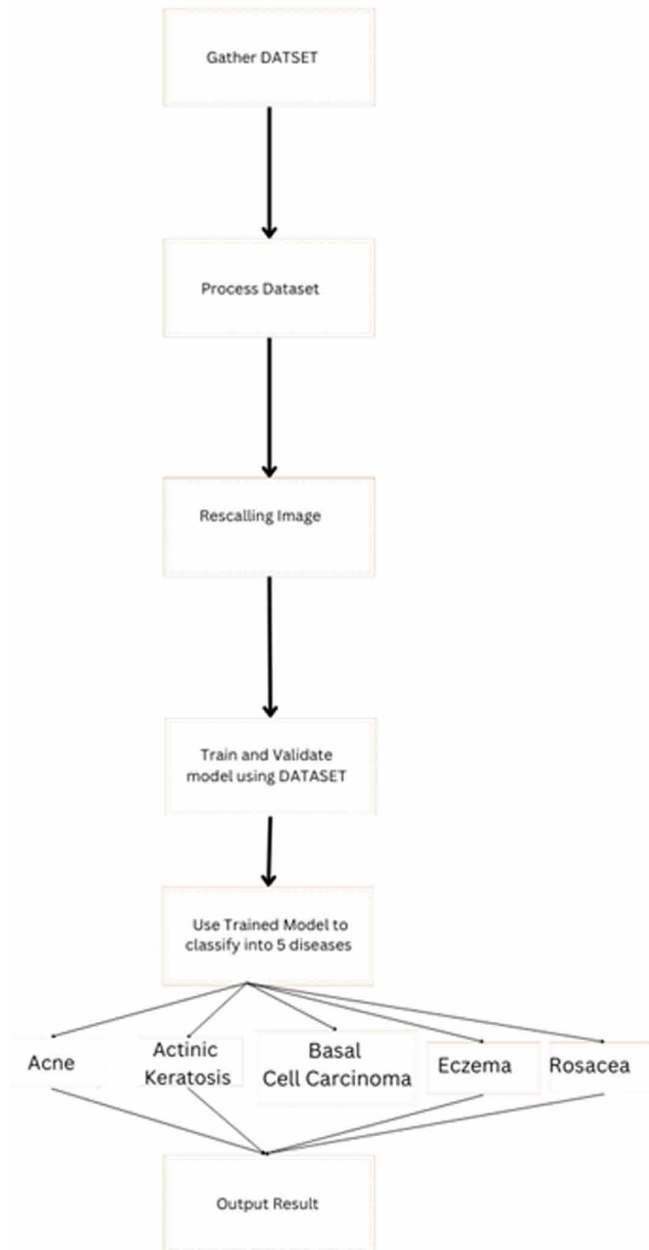 Gather DATSET
Process Dataset
Rescalling Image
Train and Validate
model using DATASET
Use Trained Model to
classify into 5 diseases
Acne
Actinic
Keratosis
Basal
Cell Carcinoma
Eczema
Rosacea
Output Result